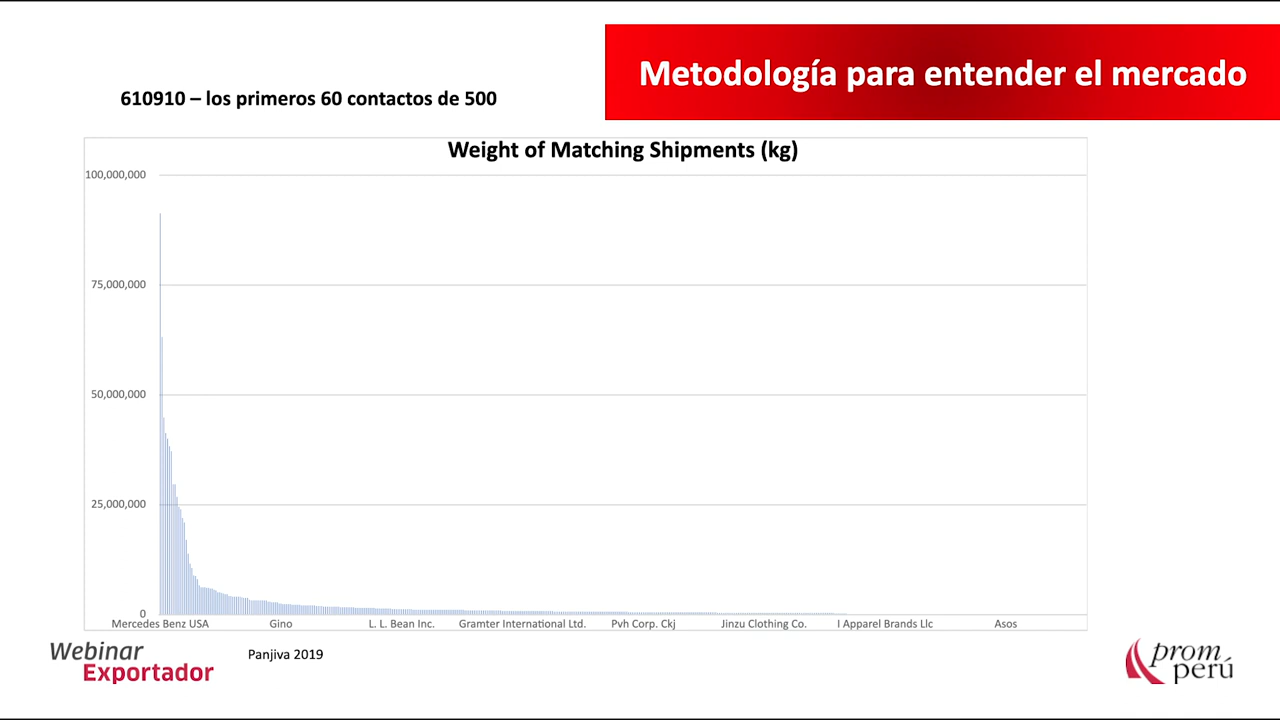 Metodología para entender el mercado
610910 – los primeros 60 contactos de 500
Weight of Matching Shipments (kg)
100,000,000
75,000,000
50,000,000
25,000,000
0
Mercedes Benz USA
Gino
L. L. Bean Inc.
Gramter International Ltd.
Pvh Corp. Ckj
Jinzu Clothing Co.
I Apparel Brands Llc
Asos
Webinar
Exportador
Panjiva 2019
prom
perú